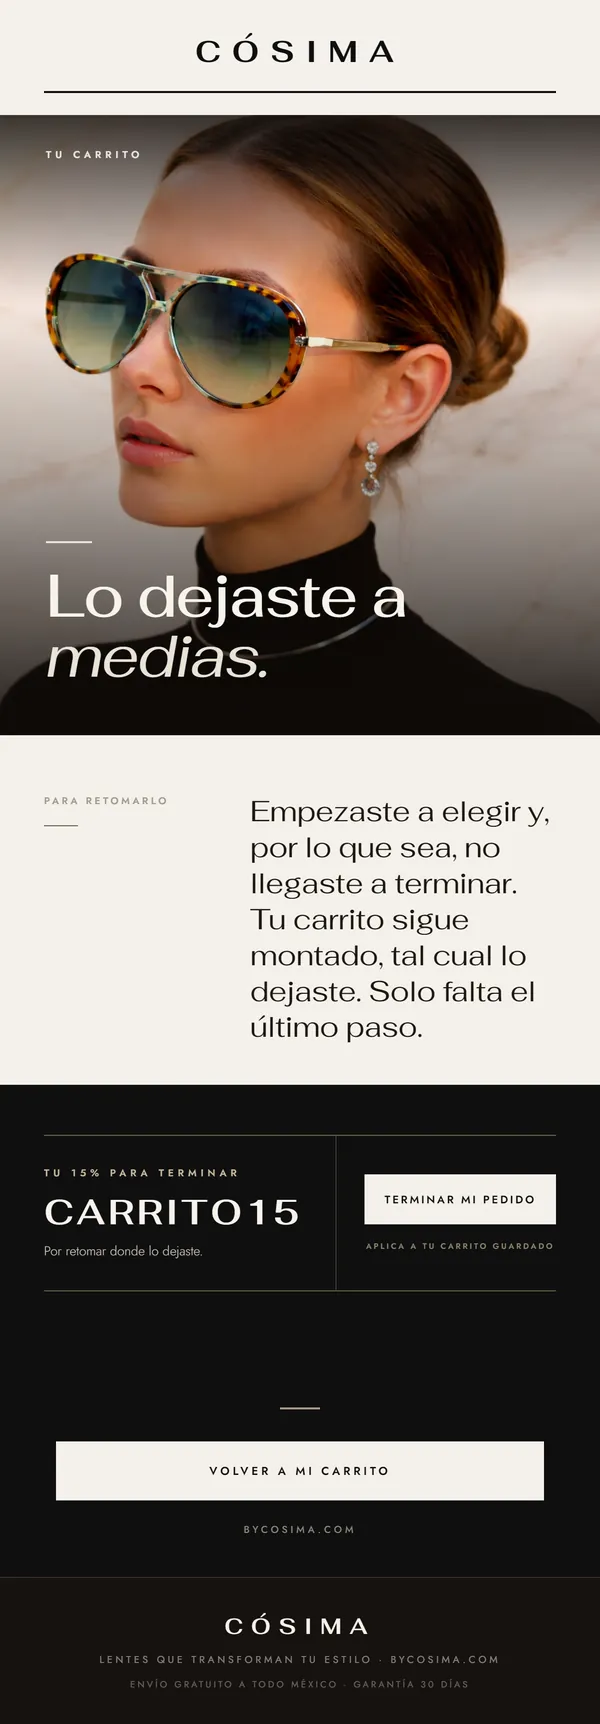 CÓSIMA
TU CARRITO
Lo dejaste a
medias.
PARA RETOMARLO
Empezaste a elegir y,
por lo que sea, no
llegaste a terminar.
Tu carrito sigue
montado, tal cual lo
dejaste. Solo falta el
último paso.
TU 15% PARA TERMINAR
CARRITO15
Por retomar donde lo dejaste.
TERMINAR MI PEDIDO
APLICA A TU CARRITO GUARDADO
VOLVER A MI CARRITO
BYCOSIMA.COM
CÓSIMA
LENTES QUE TRANSFORMAN TU ESTILO · BYCOSIMA.COM
ENVÍO GRATUITO A TODO MÉXICO · GARANTÍA 30 DÍAS